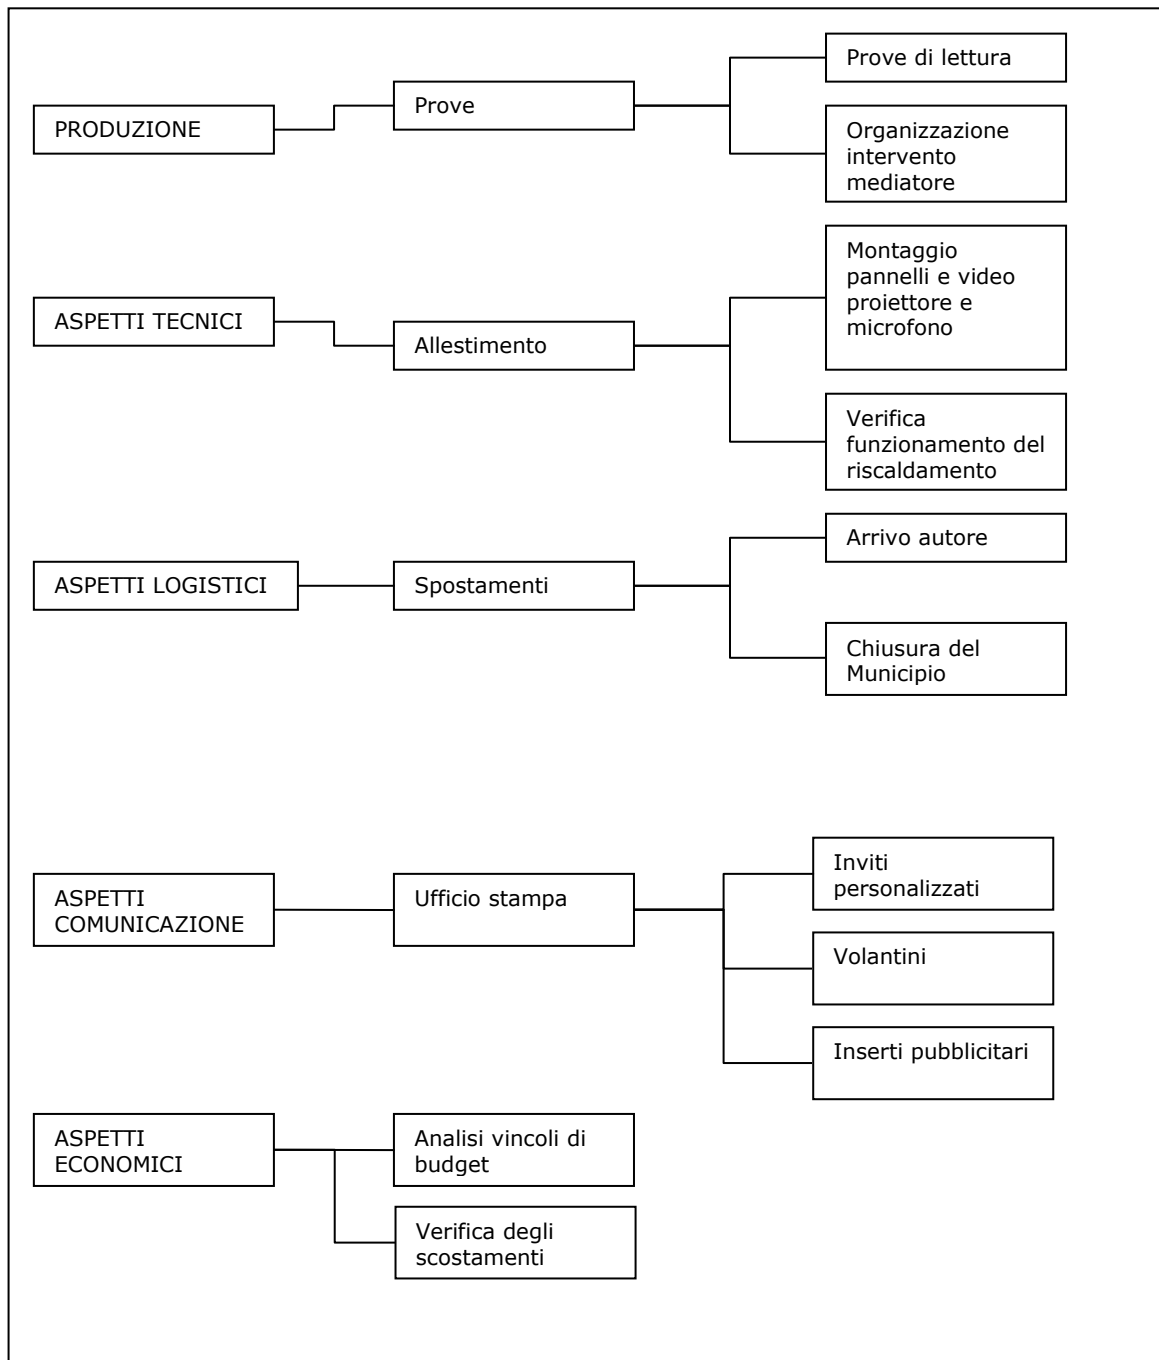 PRODUZIONE
Prove
Prove di lettura
Organizzazione
intervento
mediatore
ASPETTI TECNICI
Allestimento
Montaggio
pannelli e video
proiettore e
microfono
Verifica
funzionamento del
riscaldamento
ASPETTI LOGISTICI
Spostamenti
Arrivo autore
Chiusura del
Municipio
ASPETTI
COMUNICAZIONE
Ufficio stampa
Inviti
personalizzati
Volantini
Inserti pubblicitari
ASPETTI
ECONOMICI
Analisi vincoli di
budget
Verifica degli
scostamenti